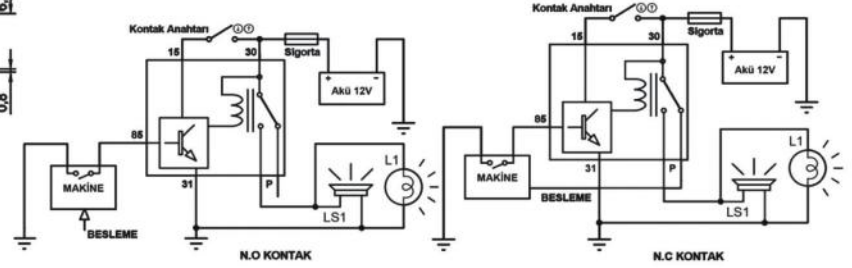 Kontak Anahtarı
15
30
Sigorta
+ -
Akü 12V
85
31
P
MAKİNE
BESLEME
LS1
L1
N.O KONTAK
Kontak Anahtarı
15
30
Sigorta
+ -
Akü 12V
85
31
P
MAKİNE
BESLEME
LS1
L1
N.C KONTAK